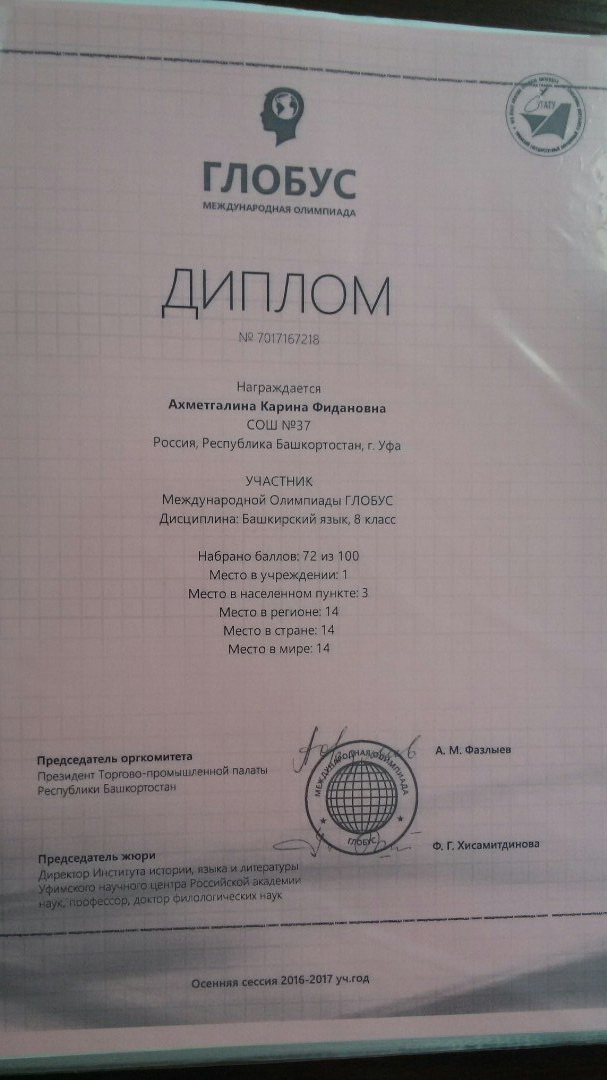 ГЛОБУС
МЕЖДУНАРОДНАЯ ОЛИМПИАДА
ДИПЛОМ
№ 7017167218
Награждается
Ахметгалина Карина Фидановна
СОШ №37
Россия, Республика Башкортостан, г. Уфа
УЧАСТНИК
Международной Олимпиады ГЛОБУС
Дисциплина: Башкирский язык, 8 класс
Набрано баллов: 72 из 100
Место в учреждении: 1
Место в населенном пункте: 3
Место в регионе: 14
Место в стране: 14
Место в мире: 14
Председатель оргкомитета
Президент Торгово-промышленной палаты
Республики Башкортостан
А. М. Фазлыев
МЕЖДУНАРОДНАЯ ОЛИМПИАДА
ГЛОБУС
Председатель жюри
Директор Института истории, языка и литературы
Уфимского научного центра Российской академии
наук, профессор, доктор филологических наук
Ф. Г. Хисамитдинова
Осенняя сессия 2016-2017 уч.год